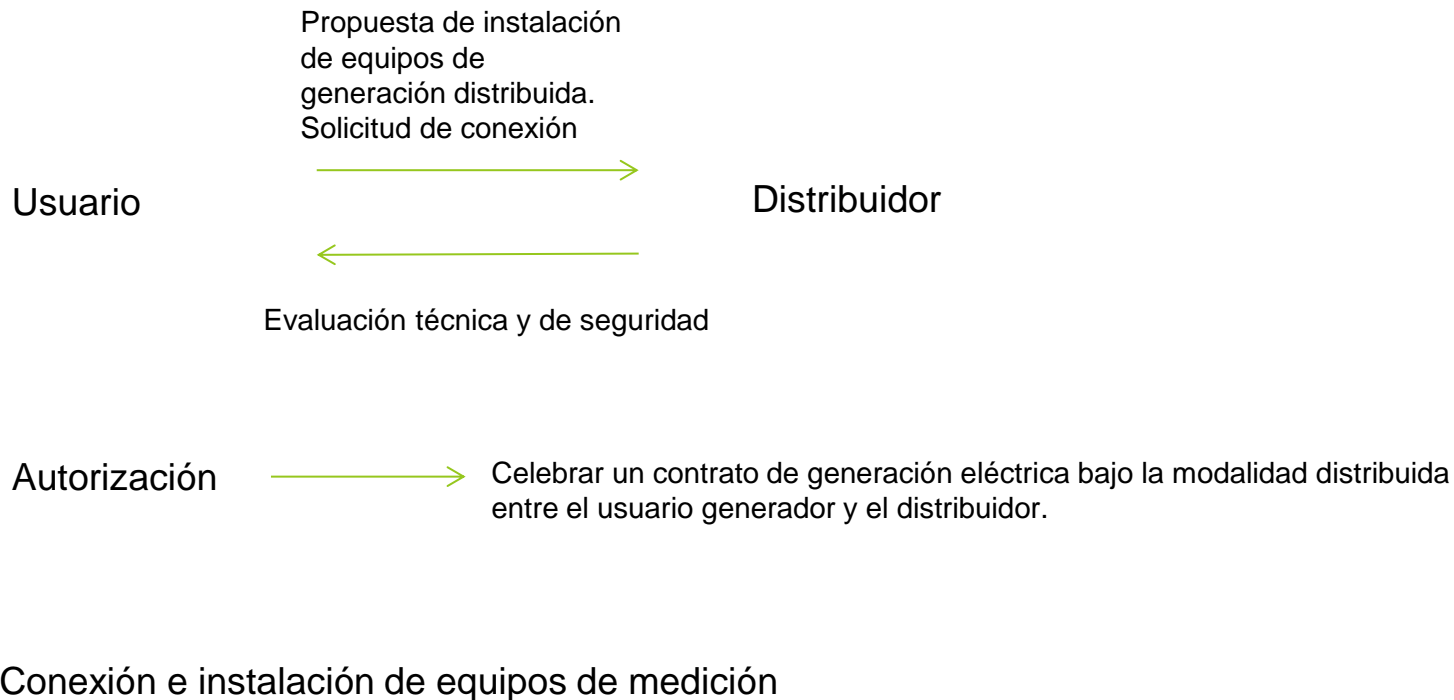 Propuesta de instalación
de equipos de
generación distribuida.
Solicitud de conexión
Usuario
Distribuidor
Evaluación técnica y de seguridad
Autorización
Celebrar un contrato de generación eléctrica bajo la modalidad distribuida
entre el usuario generador y el distribuidor.
Conexión e instalación de equipos de medición